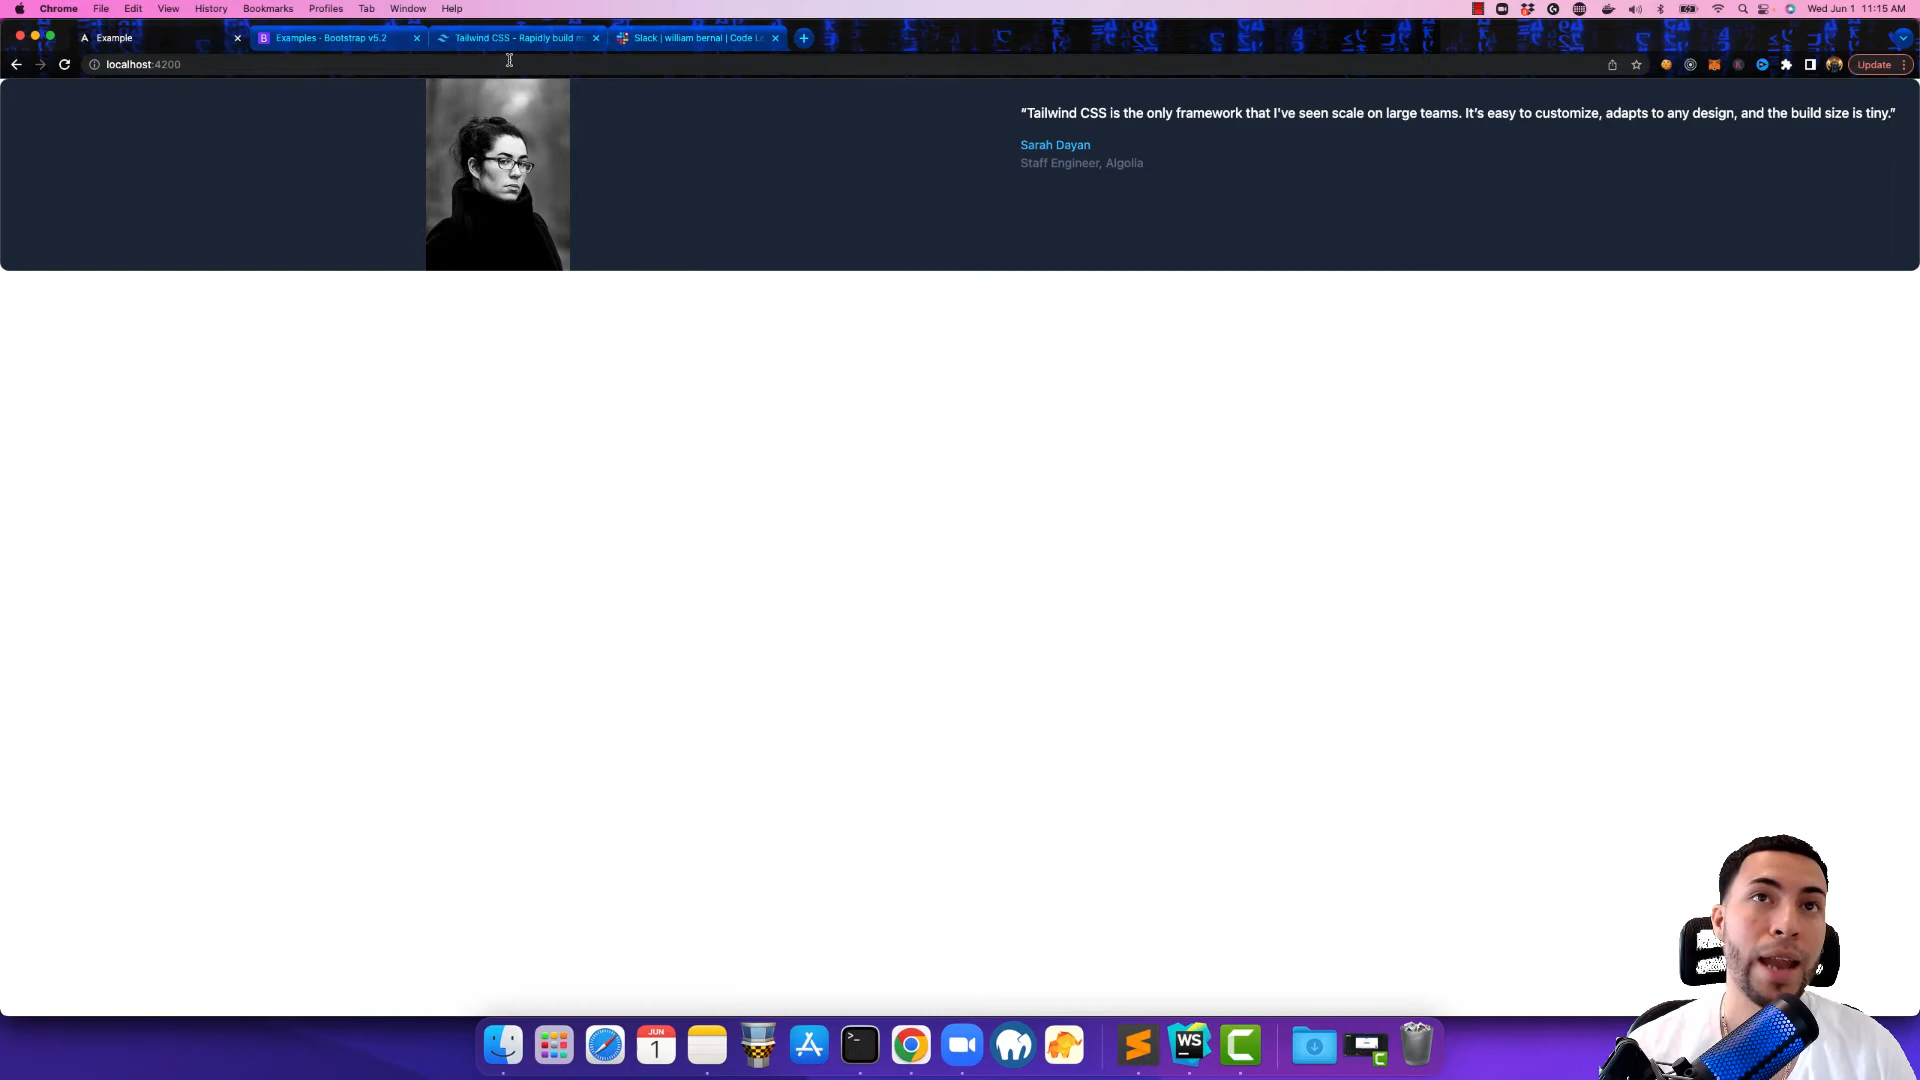 Chrome File Edit View History Bookmarks Profiles Tab Window Help Wed Jun 1 11:15 AM
Example Examples · Bootstrap v5.2 Tailwind CSS - Rapidly build m Slack | william bernal | Code Le
localhost:4200 Update
“Tailwind CSS is the only framework that I've seen scale on large teams. It’s easy to customize, adapts to any design, and the build size is tiny.”
Sarah Dayan
Staff Engineer, Algolia
JUN
1
>_
WS